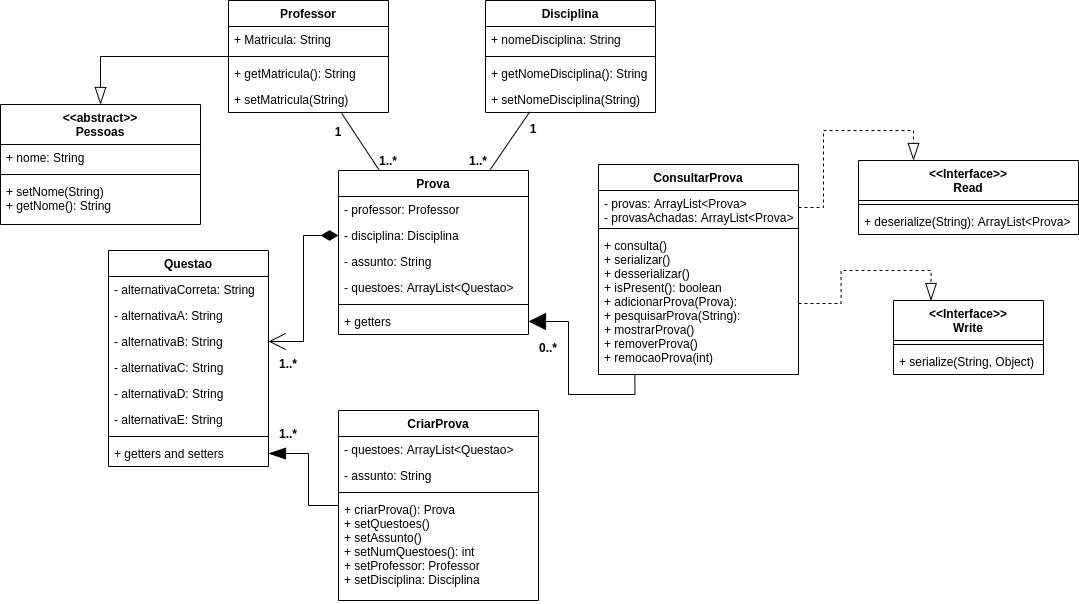 Professor
+ Matricula: String
+ getMatricula(): String
+ setMatricula(String)
Disciplina
+ nomeDisciplina: String
+ getNomeDisciplina(): String
+ setNomeDisciplina(String)
<<abstract>>
Pessoas
+ nome: String
+ setNome(String)
+ getNome(): String
1
1..*
1
1..*
Prova
- professor: Professor
- disciplina: Disciplina
- assunto: String
- questoes: ArrayList<Questao>
+ getters
ConsultarProva
- provas: ArrayList<Prova>
- provasAchadas: ArrayList<Prova>
+ consulta()
+ serializar()
+ desserializar()
+ isPresent(): boolean
+ adicionarProva(Prova):
+ pesquisarProva(String):
+ mostrarProva()
+ removerProva()
+ remocaoProva(int)
<<Interface>>
Read
+ deserialize(String): ArrayList<Prova>
<<Interface>>
Write
+ serialize(String, Object)
Questao
- alternativaCorreta: String
- alternativaA: String
- alternativaB: String
- alternativaC: String
- alternativaD: String
- alternativaE: String
+ getters and setters
1..*
0..*
1..*
CriarProva
- questoes: ArrayList<Questao>
- assunto: String
+ criarProva(): Prova
+ setQuestoes()
+ setAssunto()
+ setNumQuestoes(): int
+ setProfessor: Professor
+ setDisciplina: Disciplina